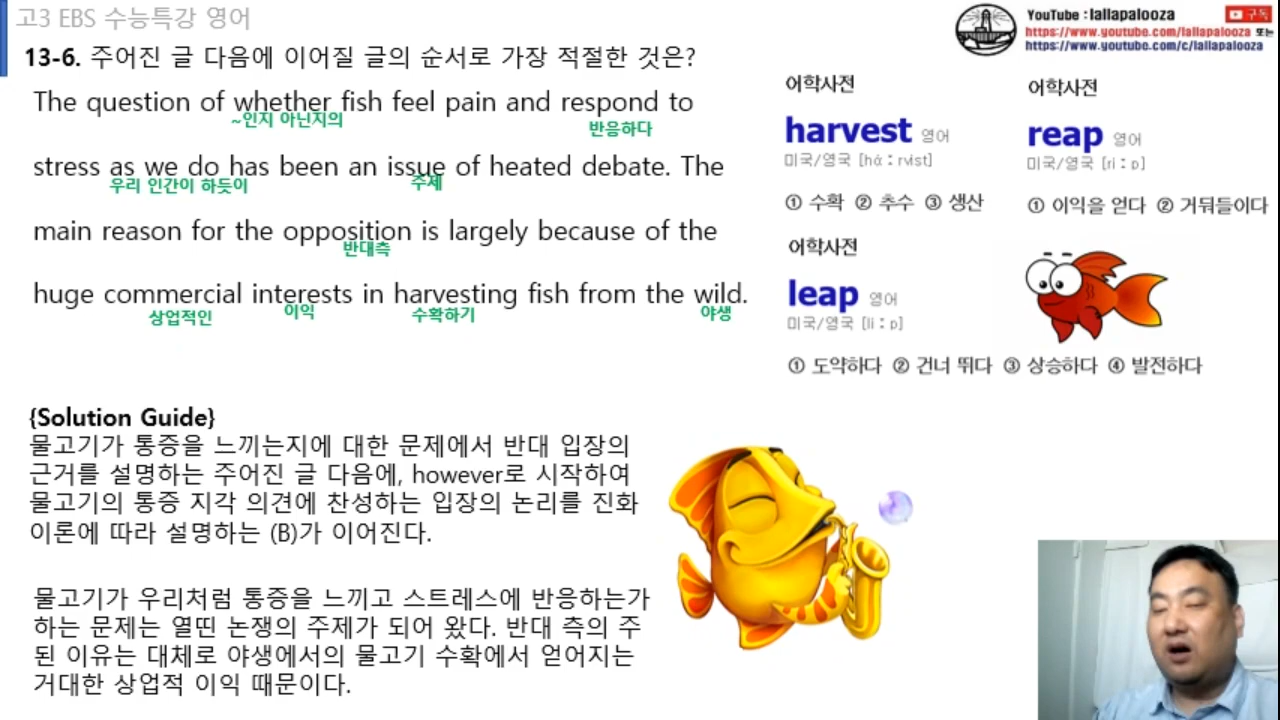 고3 EBS 수능특강 영어
13-6. 주어진 글 다음에 이어질 글의 순서로 가장 적절한 것은?
The question of whether fish feel pain and respond to
~인지 아닌지의
반응하다
stress as we do has been an issue of heated debate. The
우리 인간이 하듯이
주제
main reason for the opposition is largely because of the
반대측
huge commercial interests in harvesting fish from the wild.
상업적인
이익
수확하기
야생
{Solution Guide}
물고기가 통증을 느끼는지에 대한 문제에서 반대 입장의
근거를 설명하는 주어진 글 다음에, however로 시작하여
물고기의 통증 지각 의견에 찬성하는 입장의 논리를 진화
이론에 따라 설명하는 (B)가 이어진다.
물고기가 우리처럼 통증을 느끼고 스트레스에 반응하는가
하는 문제는 열띤 논쟁의 주제가 되어 왔다. 반대 측의 주
된 이유는 대체로 야생에서의 물고기 수확에서 얻어지는
거대한 상업적 이익 때문이다.
YouTube : lallapalooza
구독
https://www.youtube.com/lallapalooza 또는
https://www.youtube.com/c/lallapalooza
어학사전
harvest 영어
미국/영국 [háːrvist]
① 수확 ② 추수 ③ 생산
어학사전
reap 영어
미국/영국 [riːp]
① 이익을 얻다 ② 거둬들이다
어학사전
leap 영어
미국/영국 [liːp]
① 도약하다 ② 건너 뛰다 ③ 상승하다 ④ 발전하다